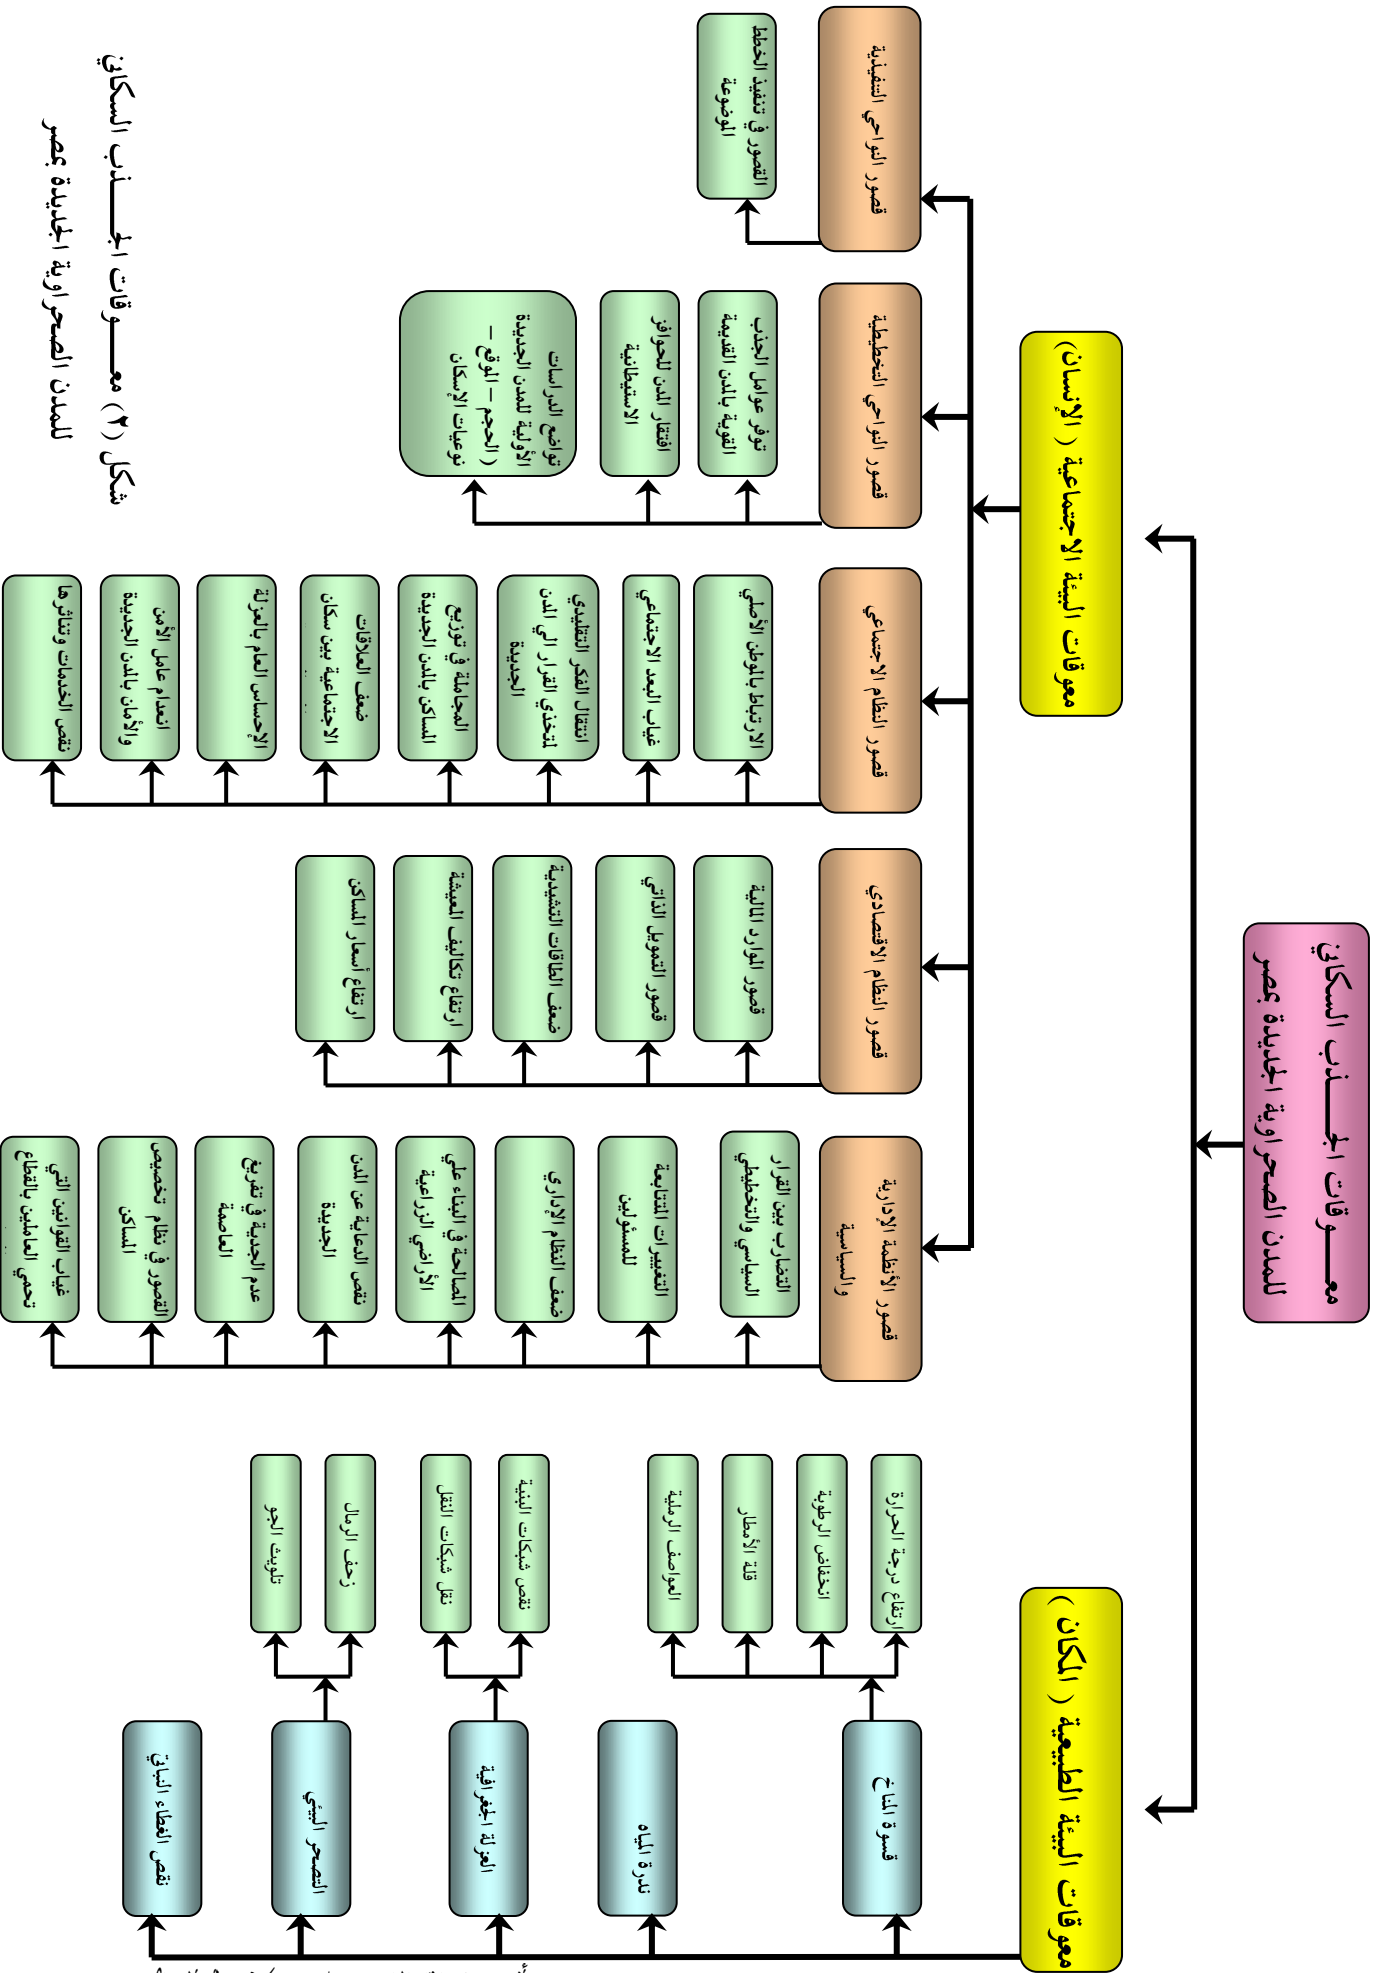 معـــوقات الجـــذب السكاني
للمدن الصحراوية الجديدة بمصر
معوقات البيئة الطبيعية ( المكان )
معوقات البيئة الاجتماعية ( الإنسان)
قسوة المناخ
ارتفاع درجة الحرارة
انخفاض الرطوبة
قلة الأمطار
العواصف الرملية
ندرة المياه
العزلة الجغرافية
نقص شبكات البنية
نقل شبكات النقل
التصحر البيئي
زحف الرمال
تلويث الجو
نقص الغطاء النباتي
قصور الأنظمة الإدارية
والسياسية
التضارب بين القرار
السياسي والتخطيطي
التغييرات المتتابعة
للمسئولين
ضعف النظام الإداري
المصالحة في البناء علي
الأراضي الزراعية
نقص الدعاية عن المدن
الجديدة
عدم الجدية في تفريغ
العاصمة
القصور في نظام تخصيص
المساكن
غياب القوانين التي
تحمي العاملين بالقطاع
قصور النظام الاقتصادي
قصور الموارد المالية
قصور التمويل الذاتي
ضعف الطاقات التشيدية
ارتفاع تكاليف المعيشة
ارتفاع أسعار المساكن
قصور النظام الاجتماعي
الارتباط بالوطن الأصلي
غياب البعد الاجتماعي
انتقال الفكر التقليدي
لمتخذي القرار الي المدن
الجديدة
المجاملة في توزيع
المساكن بالمدن الجديدة
ضعف العلاقات
الاجتماعية بين سكان
الإحساس العام بالعزلة
انعدام عامل الأمن
والأمان بالمدن الجديدة
نقص الخدمات وتناثرها
قصور النواحي التخطيطية
توفر عوامل الجذب
القوية بالمدن القديمة
افتقار المدن للحوافز
الاستيطانية
تواضع الدراسات
الأولية للمدن الجديدة
( الحجم – الموقع –
نوعيات الإسكان
قصور النواحي التنفيذية
القصور في تنفيذ الخطط
الموضوعة
شكل (٢) معـــوقات الجـــذب السكاني
للمدن الصحراوية الجديدة بمصر